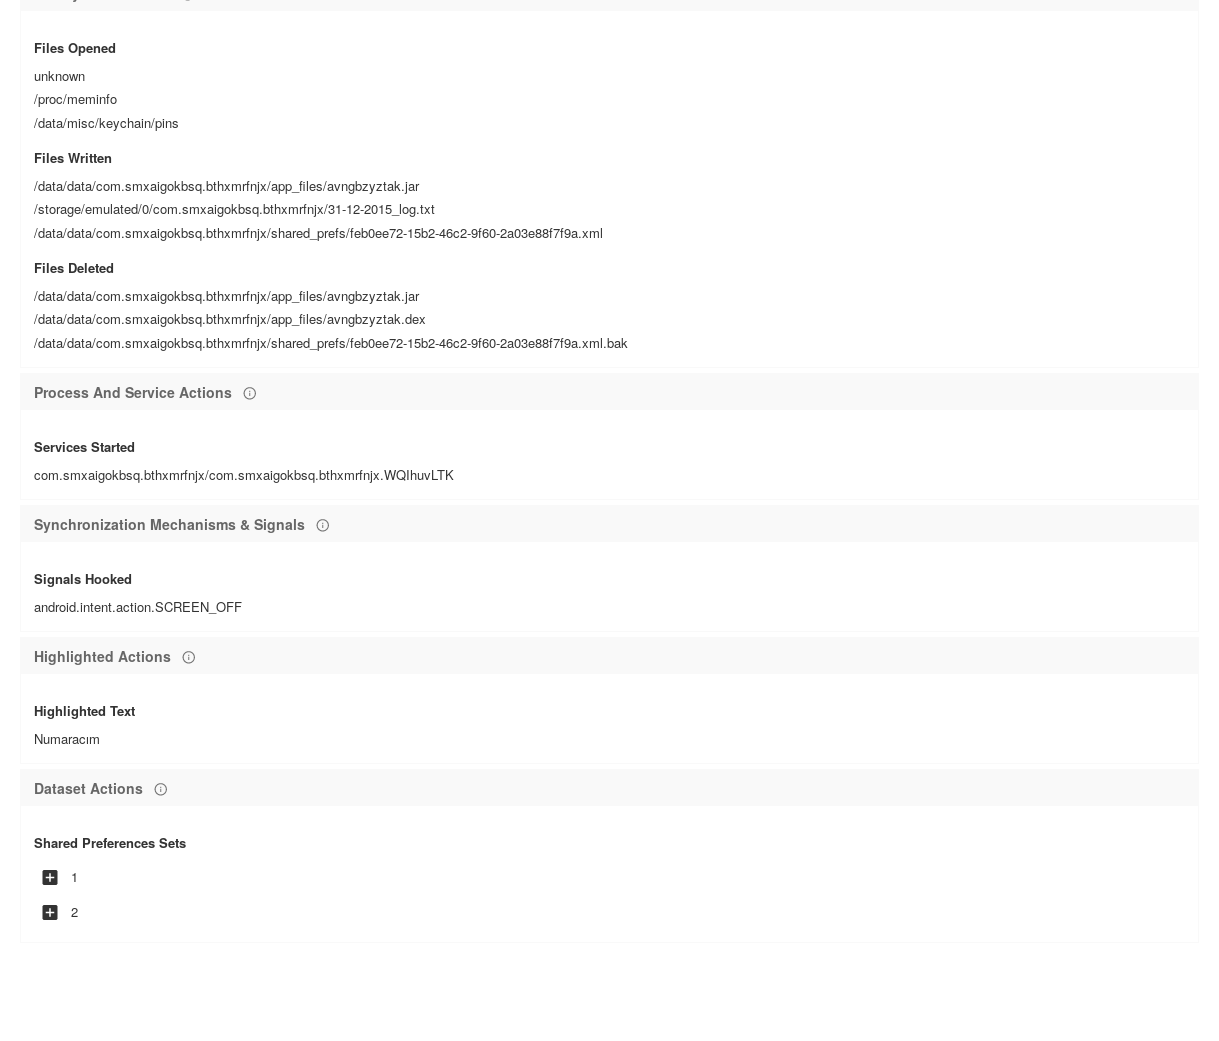 Files Opened
unknown
/proc/meminfo
/data/misc/keychain/pins
Files Written
/data/data/com.smxaigokbsq.bthxmrfnjx/app_files/avngbzyztak.jar
/storage/emulated/0/com.smxaigokbsq.bthxmrfnjx/31-12-2015_log.txt
/data/data/com.smxaigokbsq.bthxmrfnjx/shared_prefs/feb0ee72-15b2-46c2-9f60-2a03e88f7f9a.xml
Files Deleted
/data/data/com.smxaigokbsq.bthxmrfnjx/app_files/avngbzyztak.jar
/data/data/com.smxaigokbsq.bthxmrfnjx/app_files/avngbzyztak.dex
/data/data/com.smxaigokbsq.bthxmrfnjx/shared_prefs/feb0ee72-15b2-46c2-9f60-2a03e88f7f9a.xml.bak
Process And Service Actions
Services Started
com.smxaigokbsq.bthxmrfnjx/com.smxaigokbsq.bthxmrfnjx.WQIhuvLTK
Synchronization Mechanisms & Signals
Signals Hooked
android.intent.action.SCREEN_OFF
Highlighted Actions
Highlighted Text
Numaracım
Dataset Actions
Shared Preferences Sets
1
2